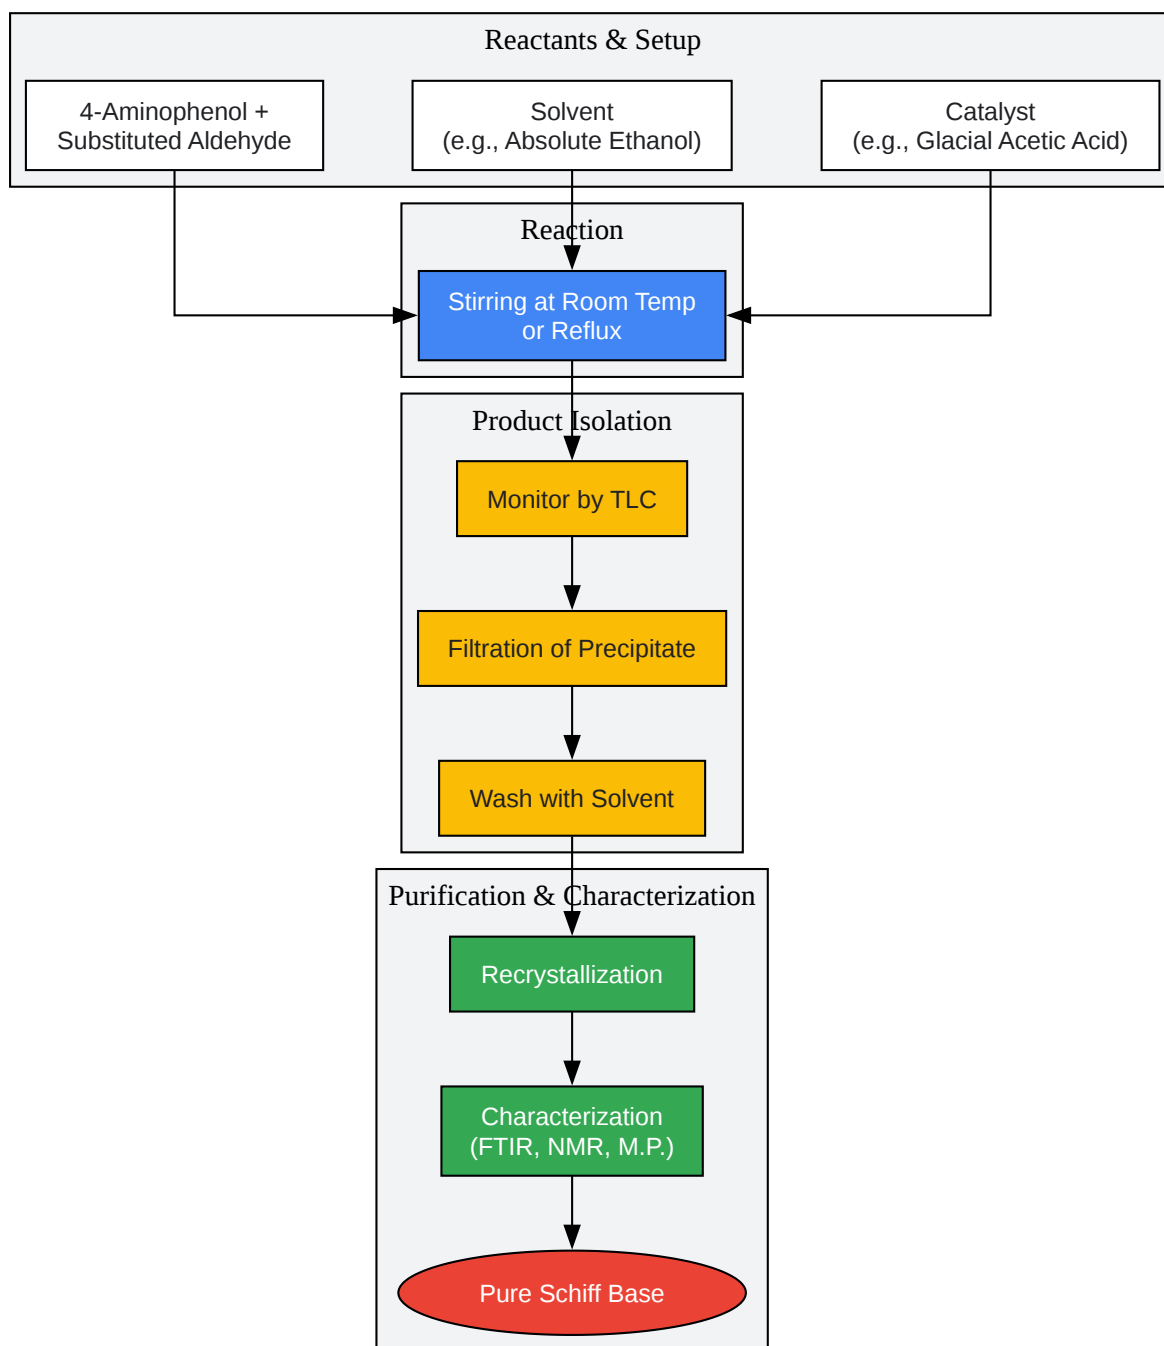 Reactants & Setup
4-Aminophenol +
Substituted Aldehyde
Solvent
(e.g., Absolute Ethanol)
Catalyst
(e.g., Glacial Acetic Acid)
Reaction
Stirring at Room Temp
or Reflux
Product Isolation
Monitor by TLC
Filtration of Precipitate
Wash with Solvent
Purification & Characterization
Recrystallization
Characterization
(FTIR, NMR, M.P.)
Pure Schiff Base